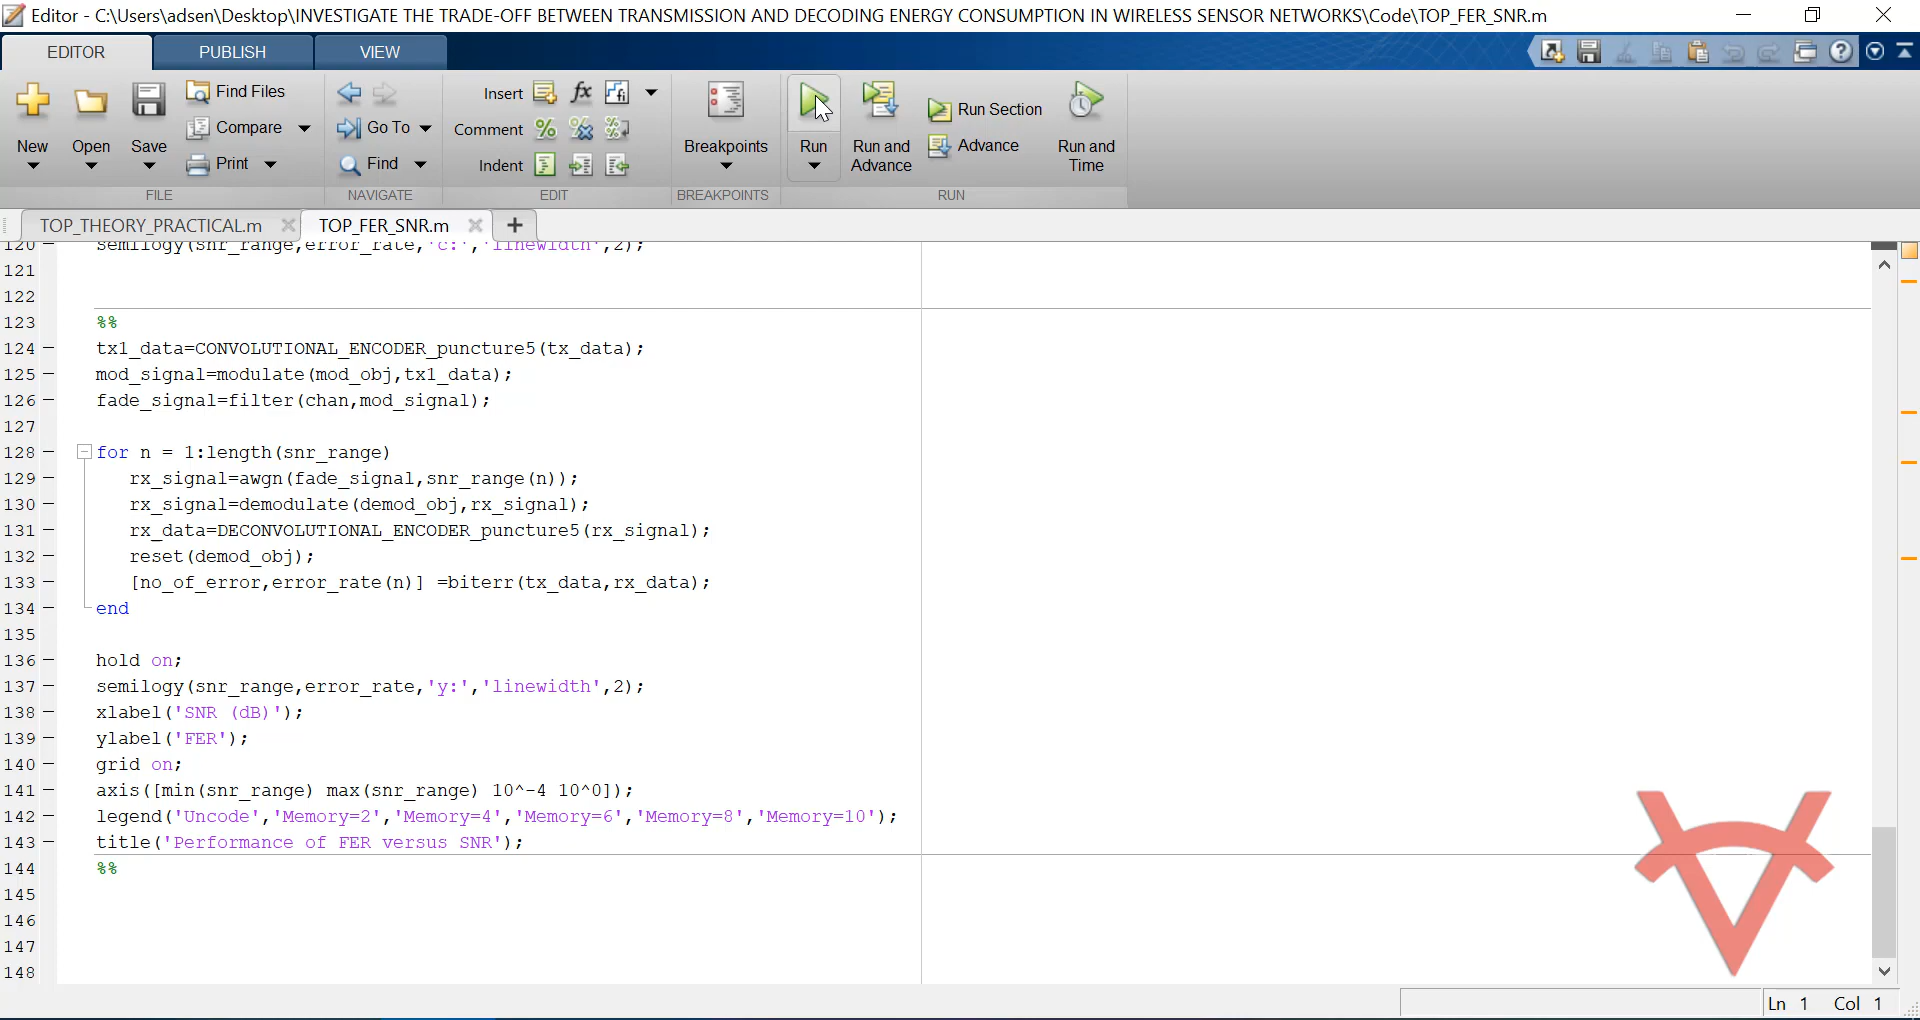 Editor - C:\Users\adsen\Desktop\INVESTIGATE THE TRADE-OFF BETWEEN TRANSMISSION AND DECODING ENERGY CONSUMPTION IN WIRELESS SENSOR NETWORKS\Code\TOP_FER_SNR.m
EDITOR PUBLISH VIEW
New Open Save Find Files Compare Print
Go To Find
Insert Comment Indent
Breakpoints
Run Run and Advance Run Section Advance Run and Time
FILE NAVIGATE EDIT BREAKPOINTS RUN
TOP_THEORY_PRACTICAL.m TOP_FER_SNR.m
120 semilogy(snr_range,error_rate,'c:','linewidth',2);
121
122
123 %%
124 tx1_data=CONVOLUTIONAL_ENCODER_puncture5(tx_data);
125 mod_signal=modulate(mod_obj,tx1_data);
126 fade_signal=filter(chan,mod_signal);
127
128 for n = 1:length(snr_range)
129 rx_signal=awgn(fade_signal,snr_range(n));
130 rx_signal=demodulate(demod_obj,rx_signal);
131 rx_data=DECONVOLUTIONAL_ENCODER_puncture5(rx_signal);
132 reset(demod_obj);
133 [no_of_error,error_rate(n)] =biterr(tx_data,rx_data);
134 end
135
136 hold on;
137 semilogy(snr_range,error_rate,'y:','linewidth',2);
138 xlabel('SNR (dB)');
139 ylabel('FER');
140 grid on;
141 axis([min(snr_range) max(snr_range) 10^-4 10^0]);
142 legend('Uncode','Memory=2','Memory=4','Memory=6','Memory=8','Memory=10');
143 title('Performance of FER versus SNR');
144 %%
145
146
147
148
Ln 1 Col 1